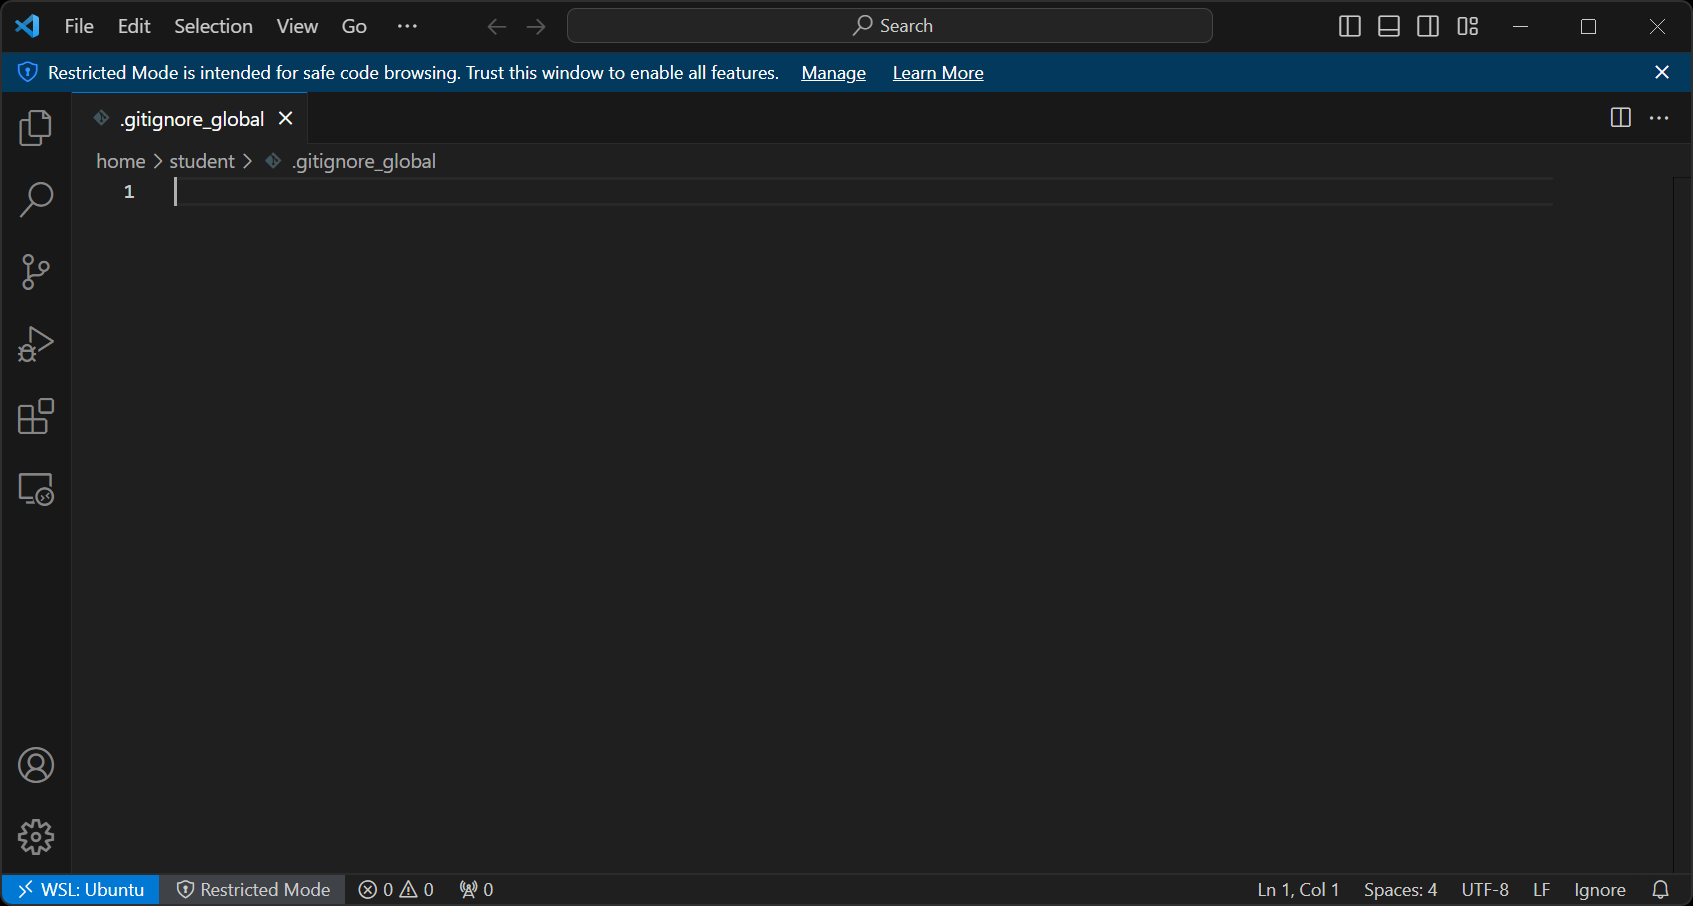 File Edit Selection View Go ··· Search
Restricted Mode is intended for safe code browsing. Trust this window to enable all features. Manage Learn More
.gitignore_global
home > student > .gitignore_global
1
WSL: Ubuntu Restricted Mode 0 0 0 Ln 1, Col 1 Spaces: 4 UTF-8 LF Ignore